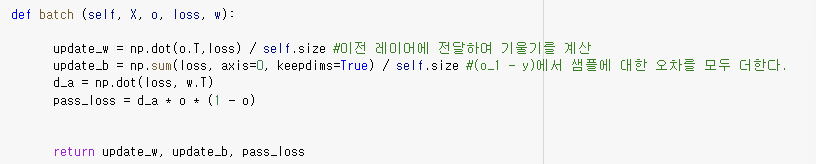 def batch (self, X, o, loss, w):
update_w = np.dot(o.T,loss) / self.size #이전 레이어에 전달하여 기울기를 계산
update_b = np.sum(loss, axis=0, keepdims=True) / self.size #(o_1 - y)에서 샘플에 대한 오차를 모두 더한다.
d_a = np.dot(loss, w.T)
pass_loss = d_a * o * (1 - o)
return update_w, update_b, pass_loss